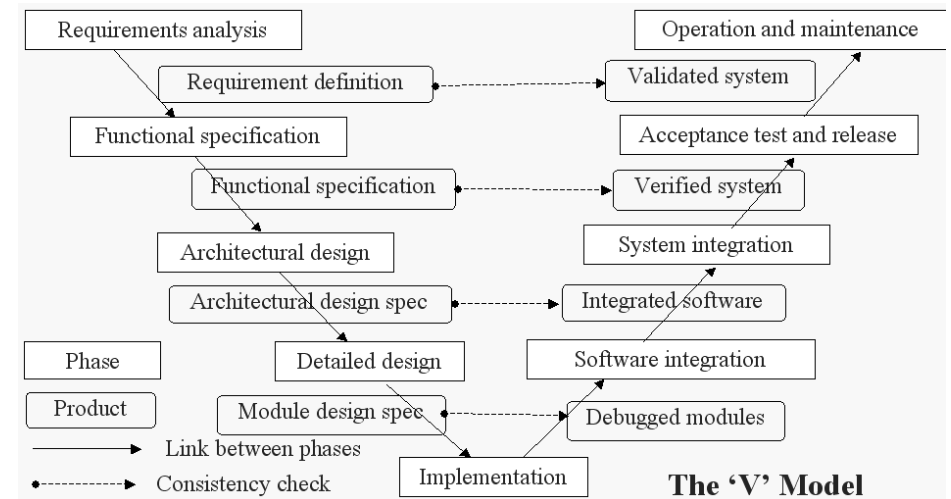 Requirements analysis
Operation and maintenance
Requirement definition
Validated system
Functional specification
Acceptance test and release
Functional specification
Verified system
Architectural design
System integration
Architectural design spec
Integrated software
Phase
Detailed design
Software integration
Product
Module design spec
Debugged modules
Link between phases
Implementation
Consistency check
The ‘V’ Model